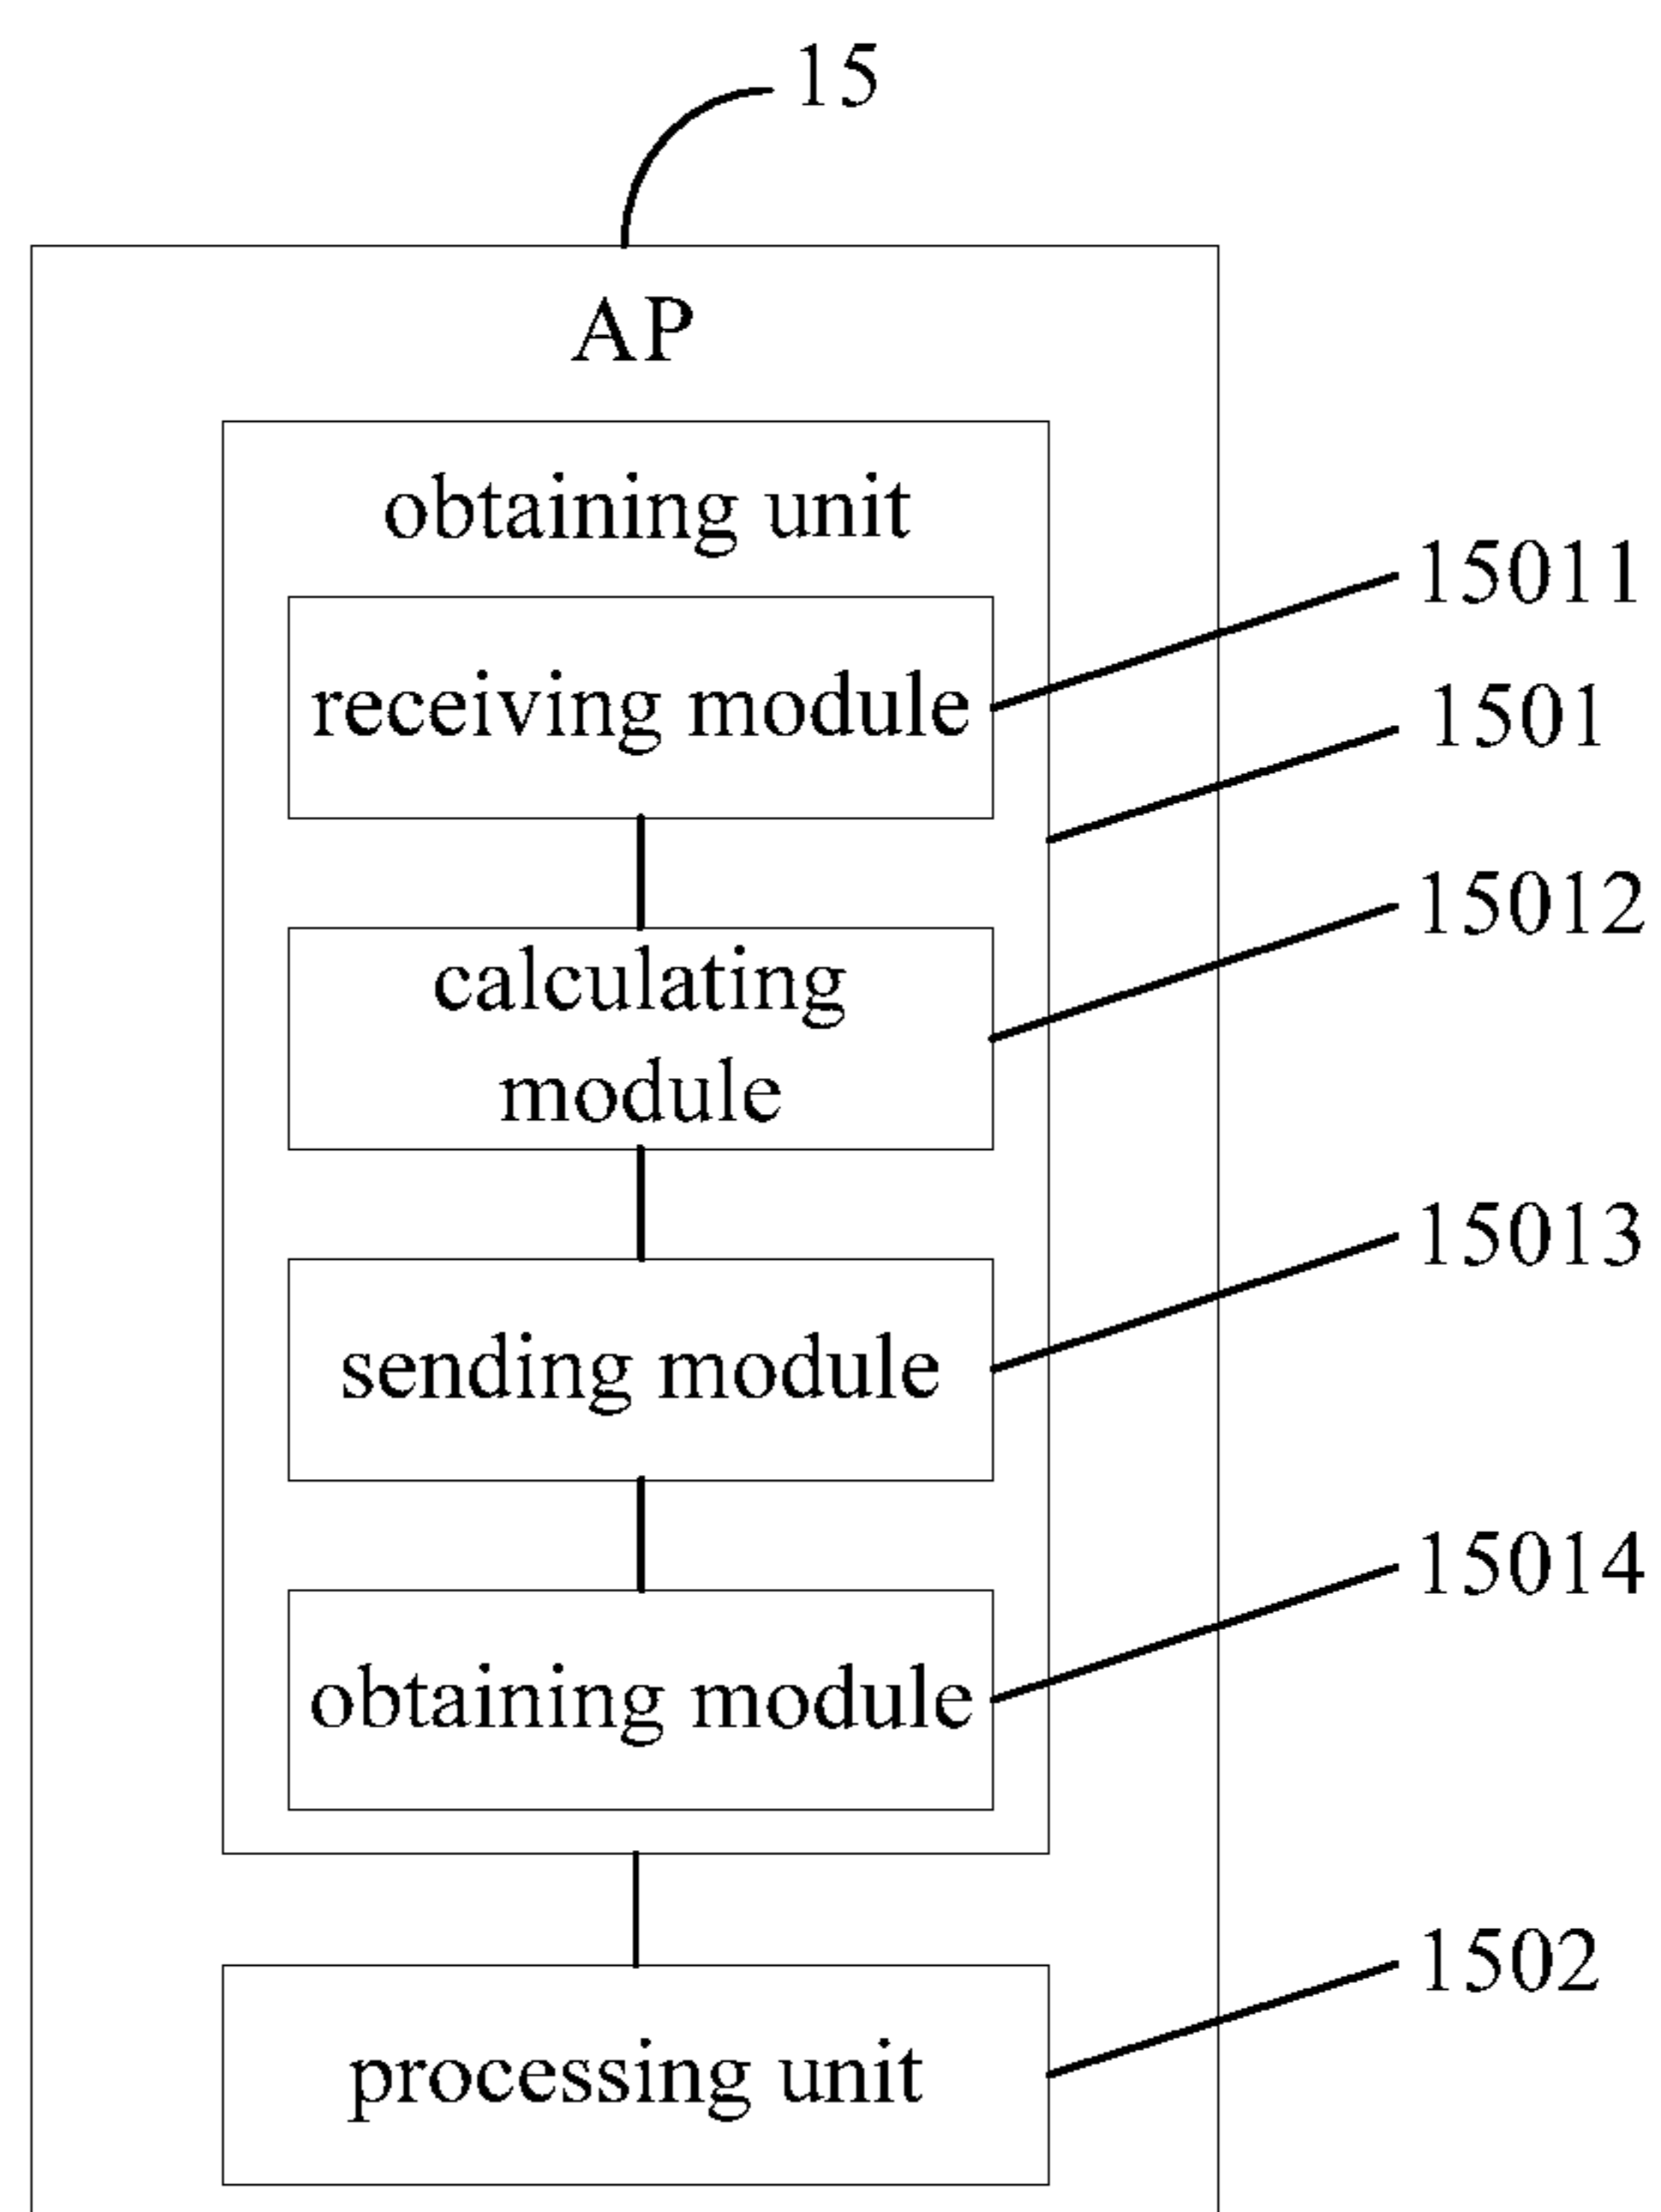 15
AP
obtaining unit
15011
receiving module
1501
15012
calculating
module
15013
sending module
15014
obtaining module
1502
processing unit